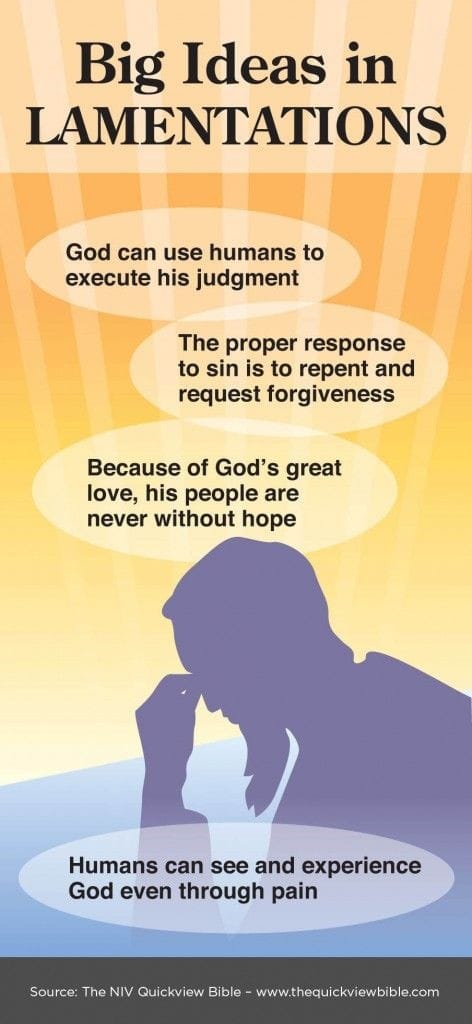 Big Ideas in
LAMENTATIONS
God can use humans to
execute his judgment
The proper response
to sin is to repent and
request forgiveness
Because of God's great
love, his people are
never without hope
Humans can see and experience
God even through pain
Source: The NIV Quickview Bible – www.thequickviewbible.com